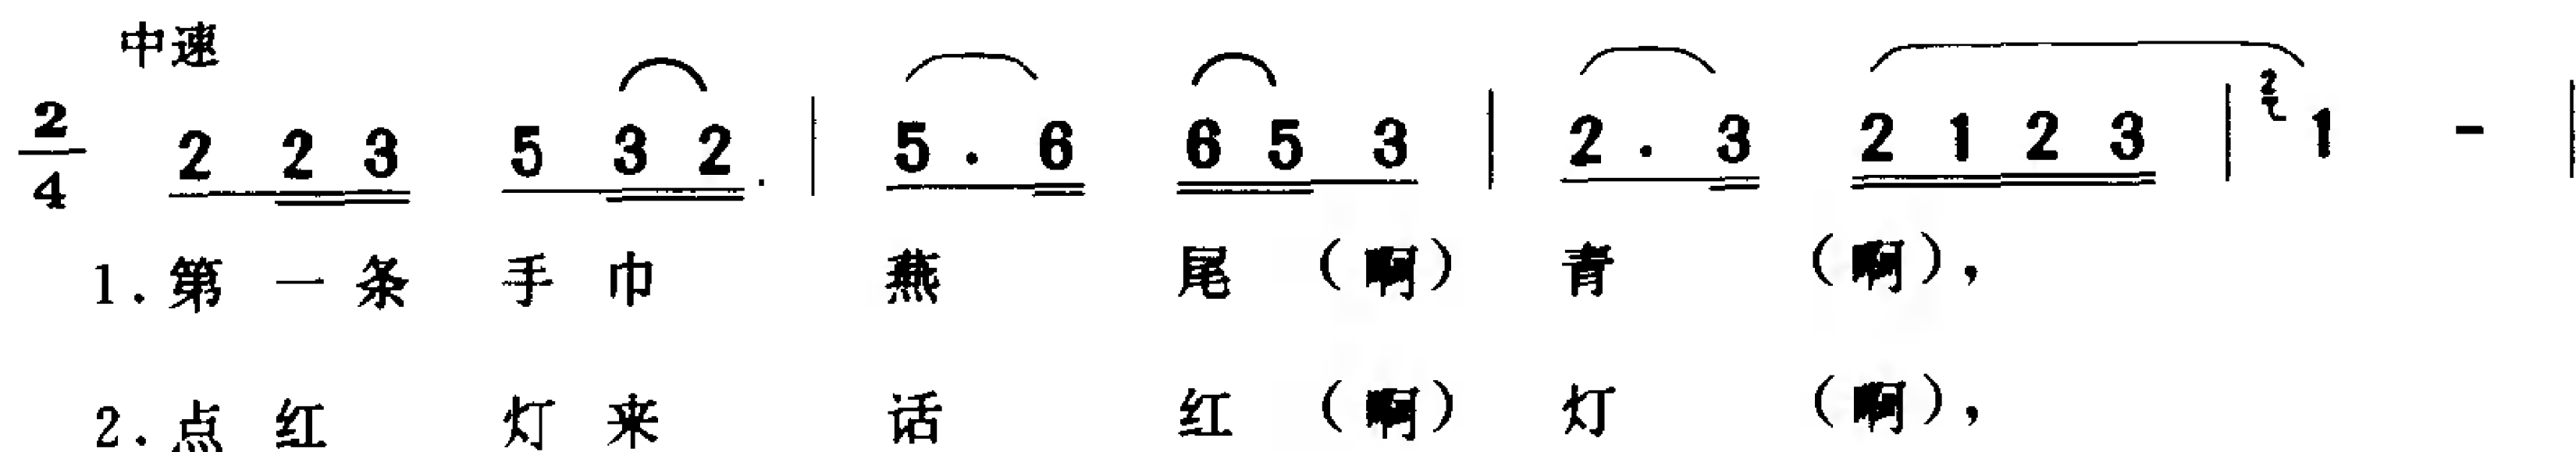 中速
2/4 2 2 3 5 3 2 | 5 . 6 6 5 3 | 2 . 3 2 1 2 3 | 2 1 - |
1.第一条手巾燕尾（啊）青（啊），
2.点红灯来话红（啊）灯（啊），